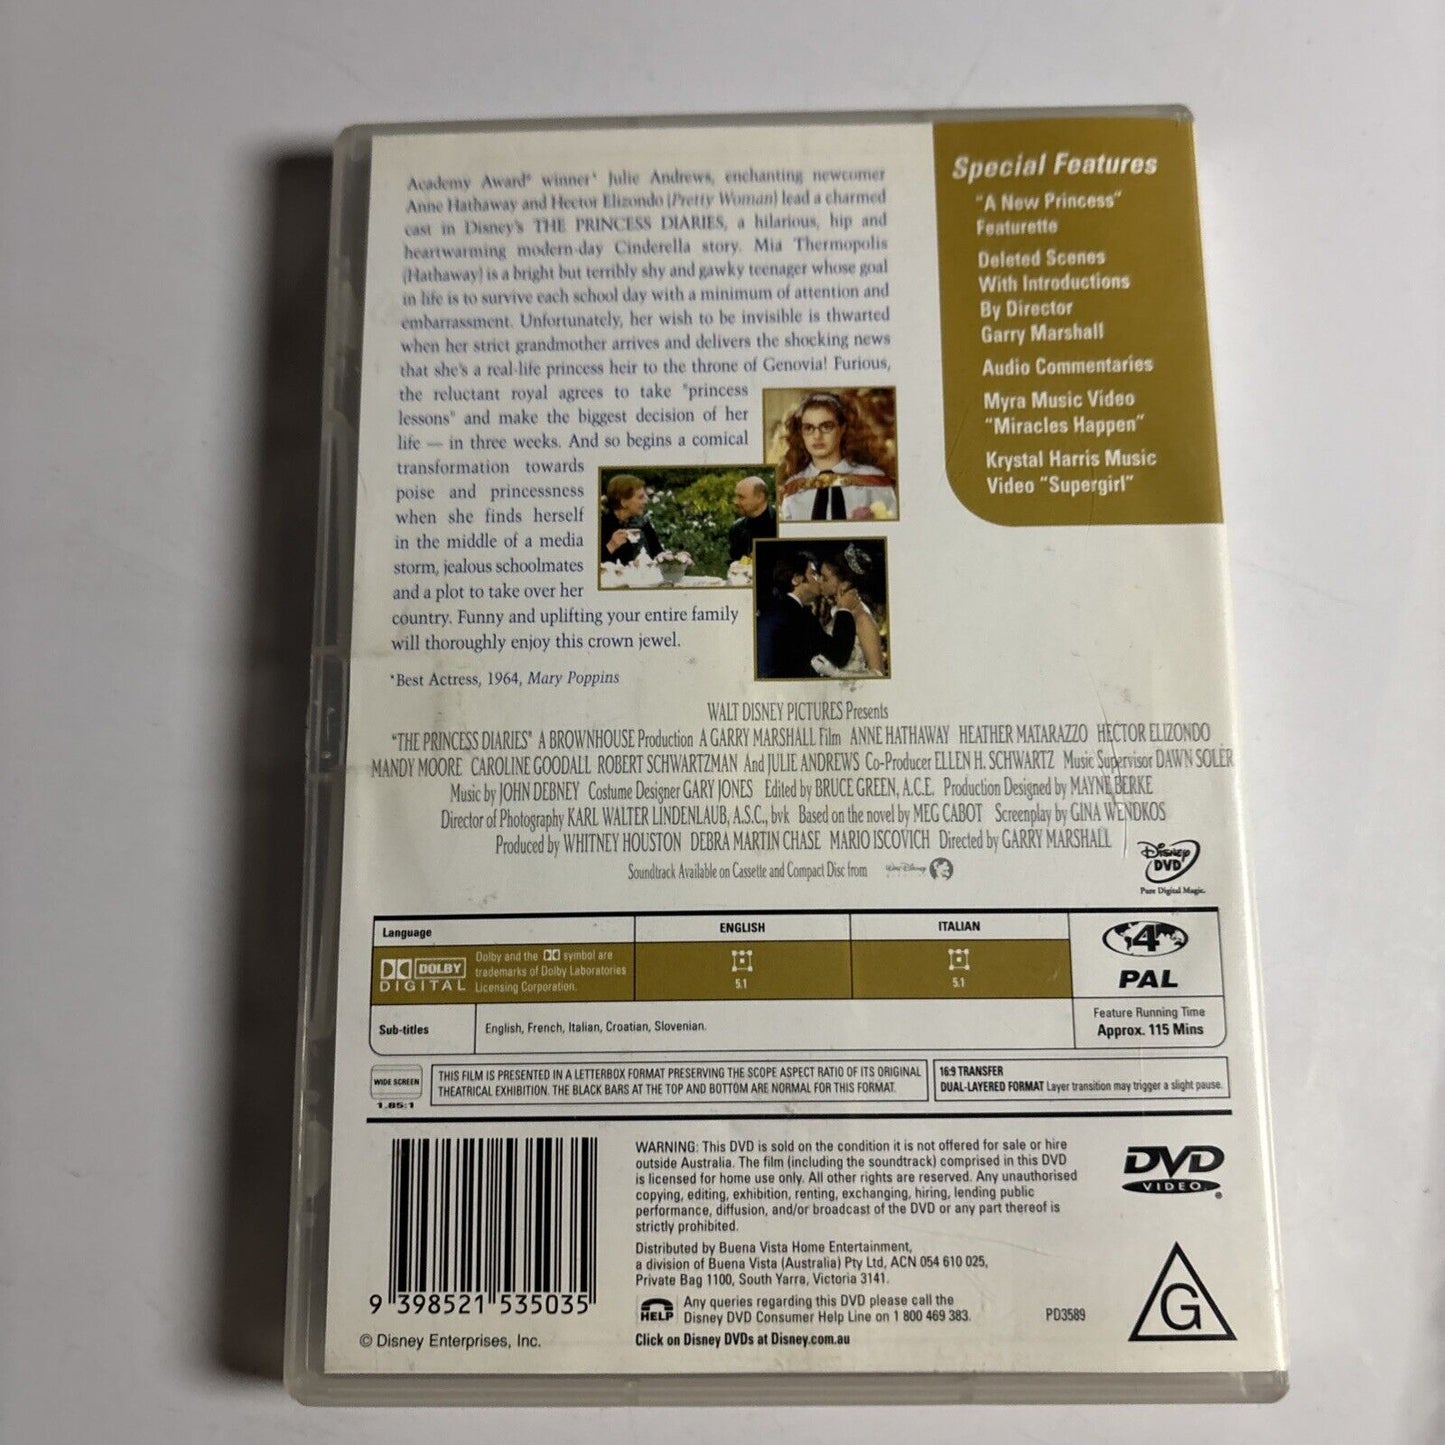 Academy Award® winner* Julie Andrews, enchanting newcomer
Anne Hathaway and Hector Elizondo (Pretty Woman) lead a charmed
cast in Disney's THE PRINCESS DIARIES, a hilarious, hip and
heartwarming modern-day Cinderella story. Mia Thermopolis
(Hathaway) is a bright but terribly shy and gawky teenager whose goal
in life is to survive each school day with a minimum of attention and
embarrassment. Unfortunately, her wish to be invisible is thwarted
when her strict grandmother arrives and delivers the shocking news
that she's a real-life princess heir to the throne of Genovia! Furious,
the reluctant royal agrees to take "princess
lessons" and make the biggest decision of her
life — in three weeks. And so begins a comical
transformation towards
poise and princessness
when she finds herself
in the middle of a media
storm, jealous schoolmates
and a plot to take over her
country. Funny and uplifting your entire family
will thoroughly enjoy this crown jewel.
*Best Actress, 1964, Mary Poppins
Special Features
"A New Princess"
Featurette
Deleted Scenes
With Introductions
By Director
Garry Marshall
Audio Commentaries
Myra Music Video
"Miracles Happen"
Krystal Harris Music
Video "Supergirl"
WALT DISNEY PICTURES Presents
"THE PRINCESS DIARIES" A BROWNHOUSE Production A GARRY MARSHALL Film ANNE HATHAWAY HEATHER MATARAZZO HECTOR ELIZONDO
MANDY MOORE CAROLINE GOODALL ROBERT SCHWARTZMAN And JULIE ANDREWS Co-Producer ELLEN H. SCHWARTZ Music Supervisor DAWN SOLER
Music by JOHN DEBNEY Costume Designer GARY JONES Edited by BRUCE GREEN, A.C.E. Production Designed by MAYNE BERKE
Director of Photography KARL WALTER LINDENLAUB, A.S.C., bvk Based on the novel by MEG CABOT Screenplay by GINA WENDKOS
Produced by WHITNEY HOUSTON DEBRA MARTIN CHASE MARIO ISCOVICH Directed by GARRY MARSHALL
Soundtrack Available on Cassette and Compact Disc from Walt Disney
Disney
DVD
Pure Digital Magic.
Language
ENGLISH
ITALIAN
DOLBY
DIGITAL
Dolby and the symbol are
trademarks of Dolby Laboratories
Licensing Corporation.
5.1
5.1
4
PAL
Sub-titles
English, French, Italian, Croatian, Slovenian.
Feature Running Time
Approx. 115 Mins
WIDE SCREEN
1.85:1
THIS FILM IS PRESENTED IN A LETTERBOX FORMAT PRESERVING THE SCOPE ASPECT RATIO OF ITS ORIGINAL
THEATRICAL EXHIBITION. THE BLACK BARS AT THE TOP AND BOTTOM ARE NORMAL FOR THIS FORMAT.
16:9 TRANSFER
DUAL-LAYERED FORMAT Layer transition may trigger a slight pause.
WARNING: This DVD is sold on the condition it is not offered for sale or hire
outside Australia. The film (including the soundtrack) comprised in this DVD
is licensed for home use only. All other rights are reserved. Any unauthorised
copying, editing, exhibition, renting, exchanging, hiring, lending public
performance, diffusion, and/or broadcast of the DVD or any part thereof is
strictly prohibited.
Distributed by Buena Vista Home Entertainment,
a division of Buena Vista (Australia) Pty Ltd, ACN 054 610 025,
Private Bag 1100, South Yarra, Victoria 3141.
HELP
Any queries regarding this DVD please call the
Disney DVD Consumer Help Line on 1 800 469 383.
Click on Disney DVDs at Disney.com.au
PD3589
DVD
VIDEO
G
9 398521 535035
© Disney Enterprises, Inc.